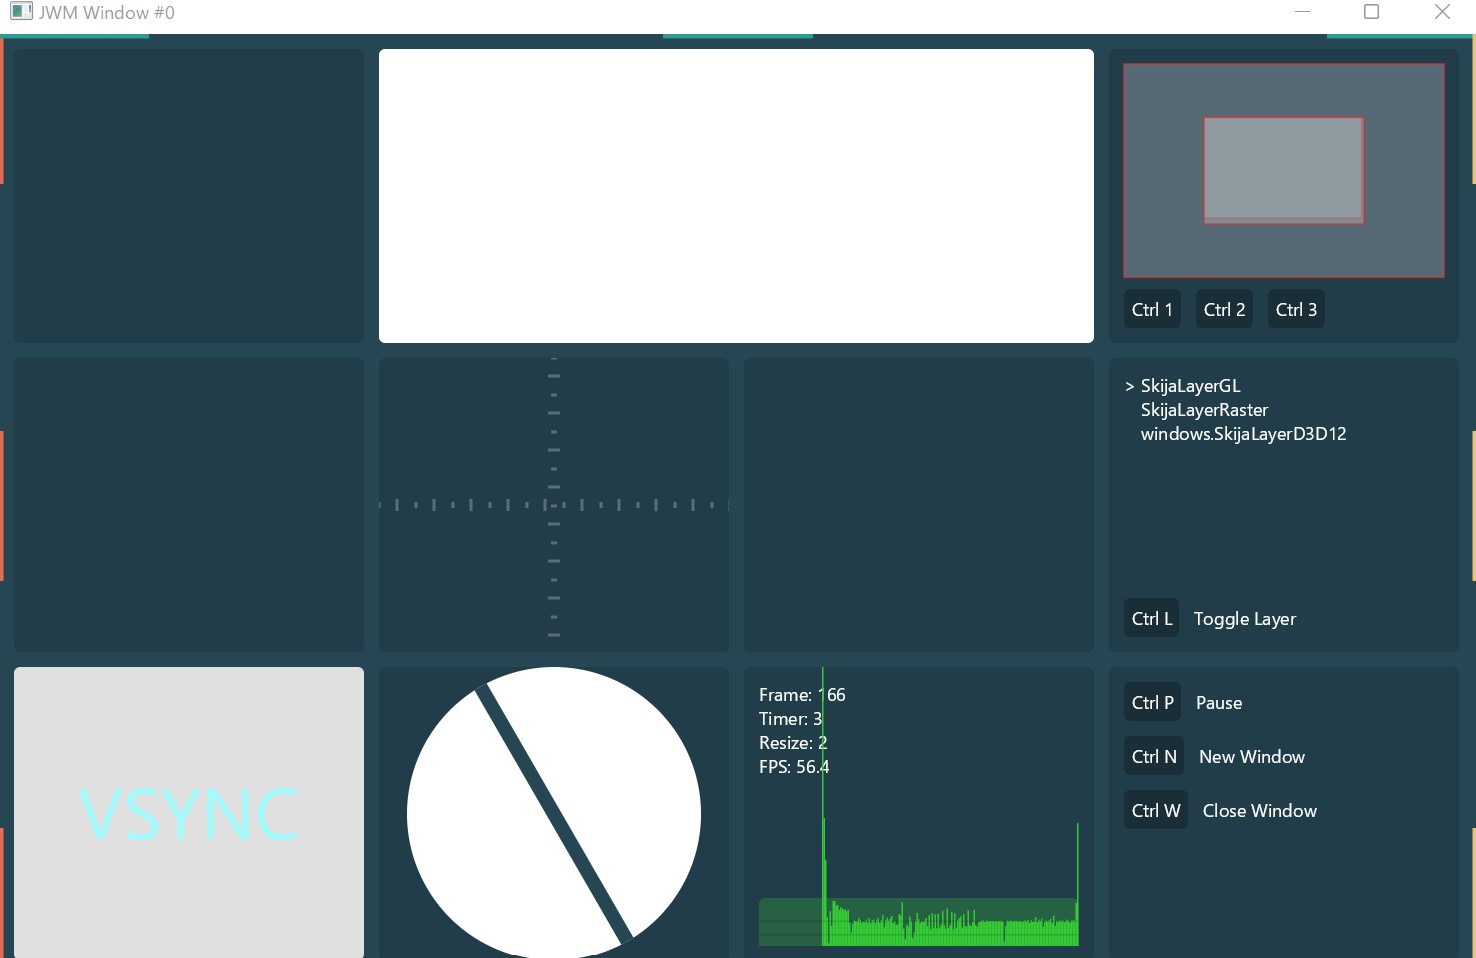 JWM Window #0
Ctrl 1 Ctrl 2 Ctrl 3
> SkijaLayerGL
SkijaLayerRaster
windows.SkijaLayerD3D12
Ctrl L Toggle Layer
VSYNC
Frame: 166
Timer: 3
Resize: 2
FPS: 56.4
Ctrl P Pause
Ctrl N New Window
Ctrl W Close Window